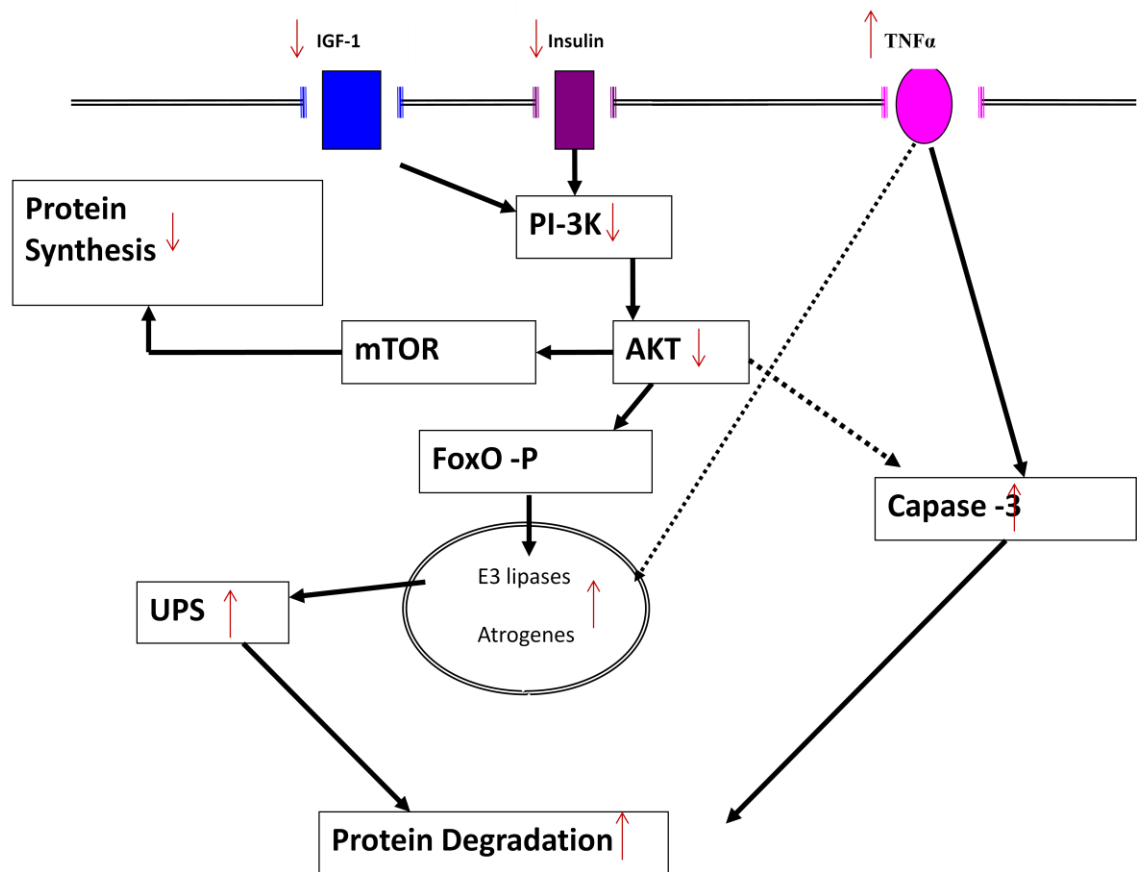 IGF-1
Insulin
TNFα
Protein
Synthesis
PI-3K
mTOR
AKT
FoxO -P
Capase -3
E3 lipases
UPS
Atrogenes
Protein Degradation